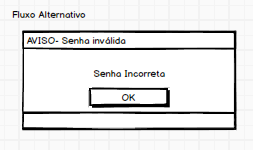 Fluxo Alternativo
AVISO- Senha inválida
Senha Incorreta
OK